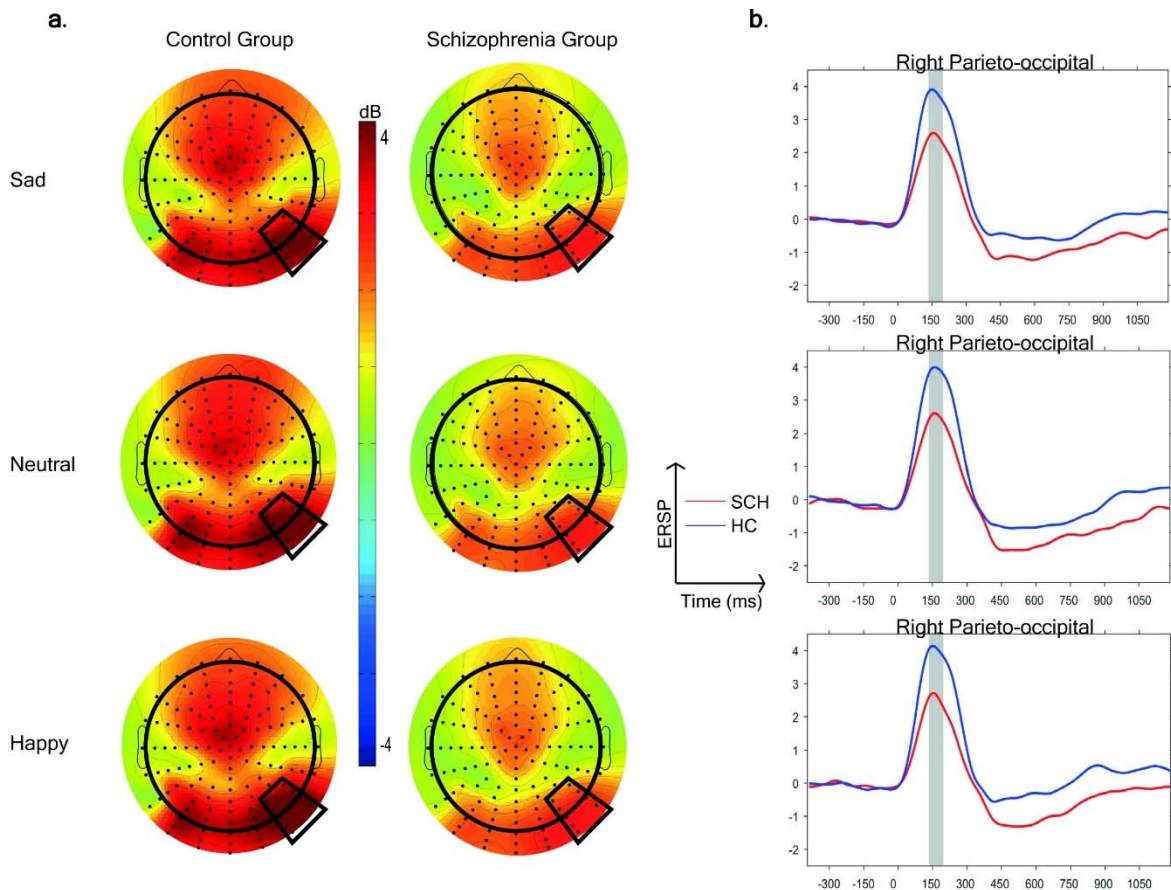 a.
Control Group
Schizophrenia Group
dB
4
-4
Sad
Neutral
Happy
b.
Right Parieto-occipital
4
3
2
1
0
-1
-2
-300 -150 0 150 300 450 600 750 900 1050
Right Parieto-occipital
4
3
2
1
0
-1
-2
-300 -150 0 150 300 450 600 750 900 1050
Right Parieto-occipital
4
3
2
1
0
-1
-2
-300 -150 0 150 300 450 600 750 900 1050
ERSP
SCH
HC
Time (ms)